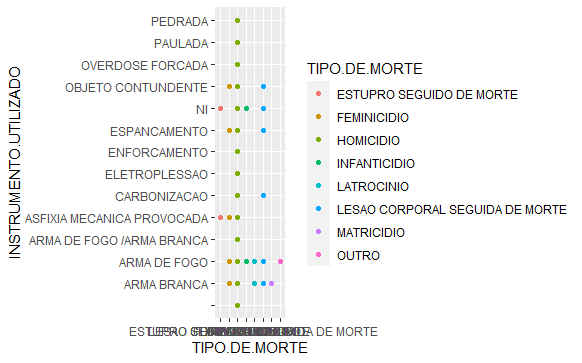 PEDRADA
PAULADA
OVERDOSE FORCADA
OBJETO CONTUNDENTE
NI
ESPANCAMENTO
ENFORCAMENTO
ELETROPLESSAO
CARBONIZACAO
ASFIXIA MECANICA PROVOCADA
ARMA DE FOGO /ARMA BRANCA
ARMA DE FOGO
ARMA BRANCA
INSTRUMENTO.UTILIZADO
TIPO.DE.MORTE
TIPO.DE.MORTE
ESTUPRO SEGUIDO DE MORTE
FEMINICIDIO
HOMICIDIO
INFANTICIDIO
LATROCINIO
LESAO CORPORAL SEGUIDA DE MORTE
MATRICIDIO
OUTRO